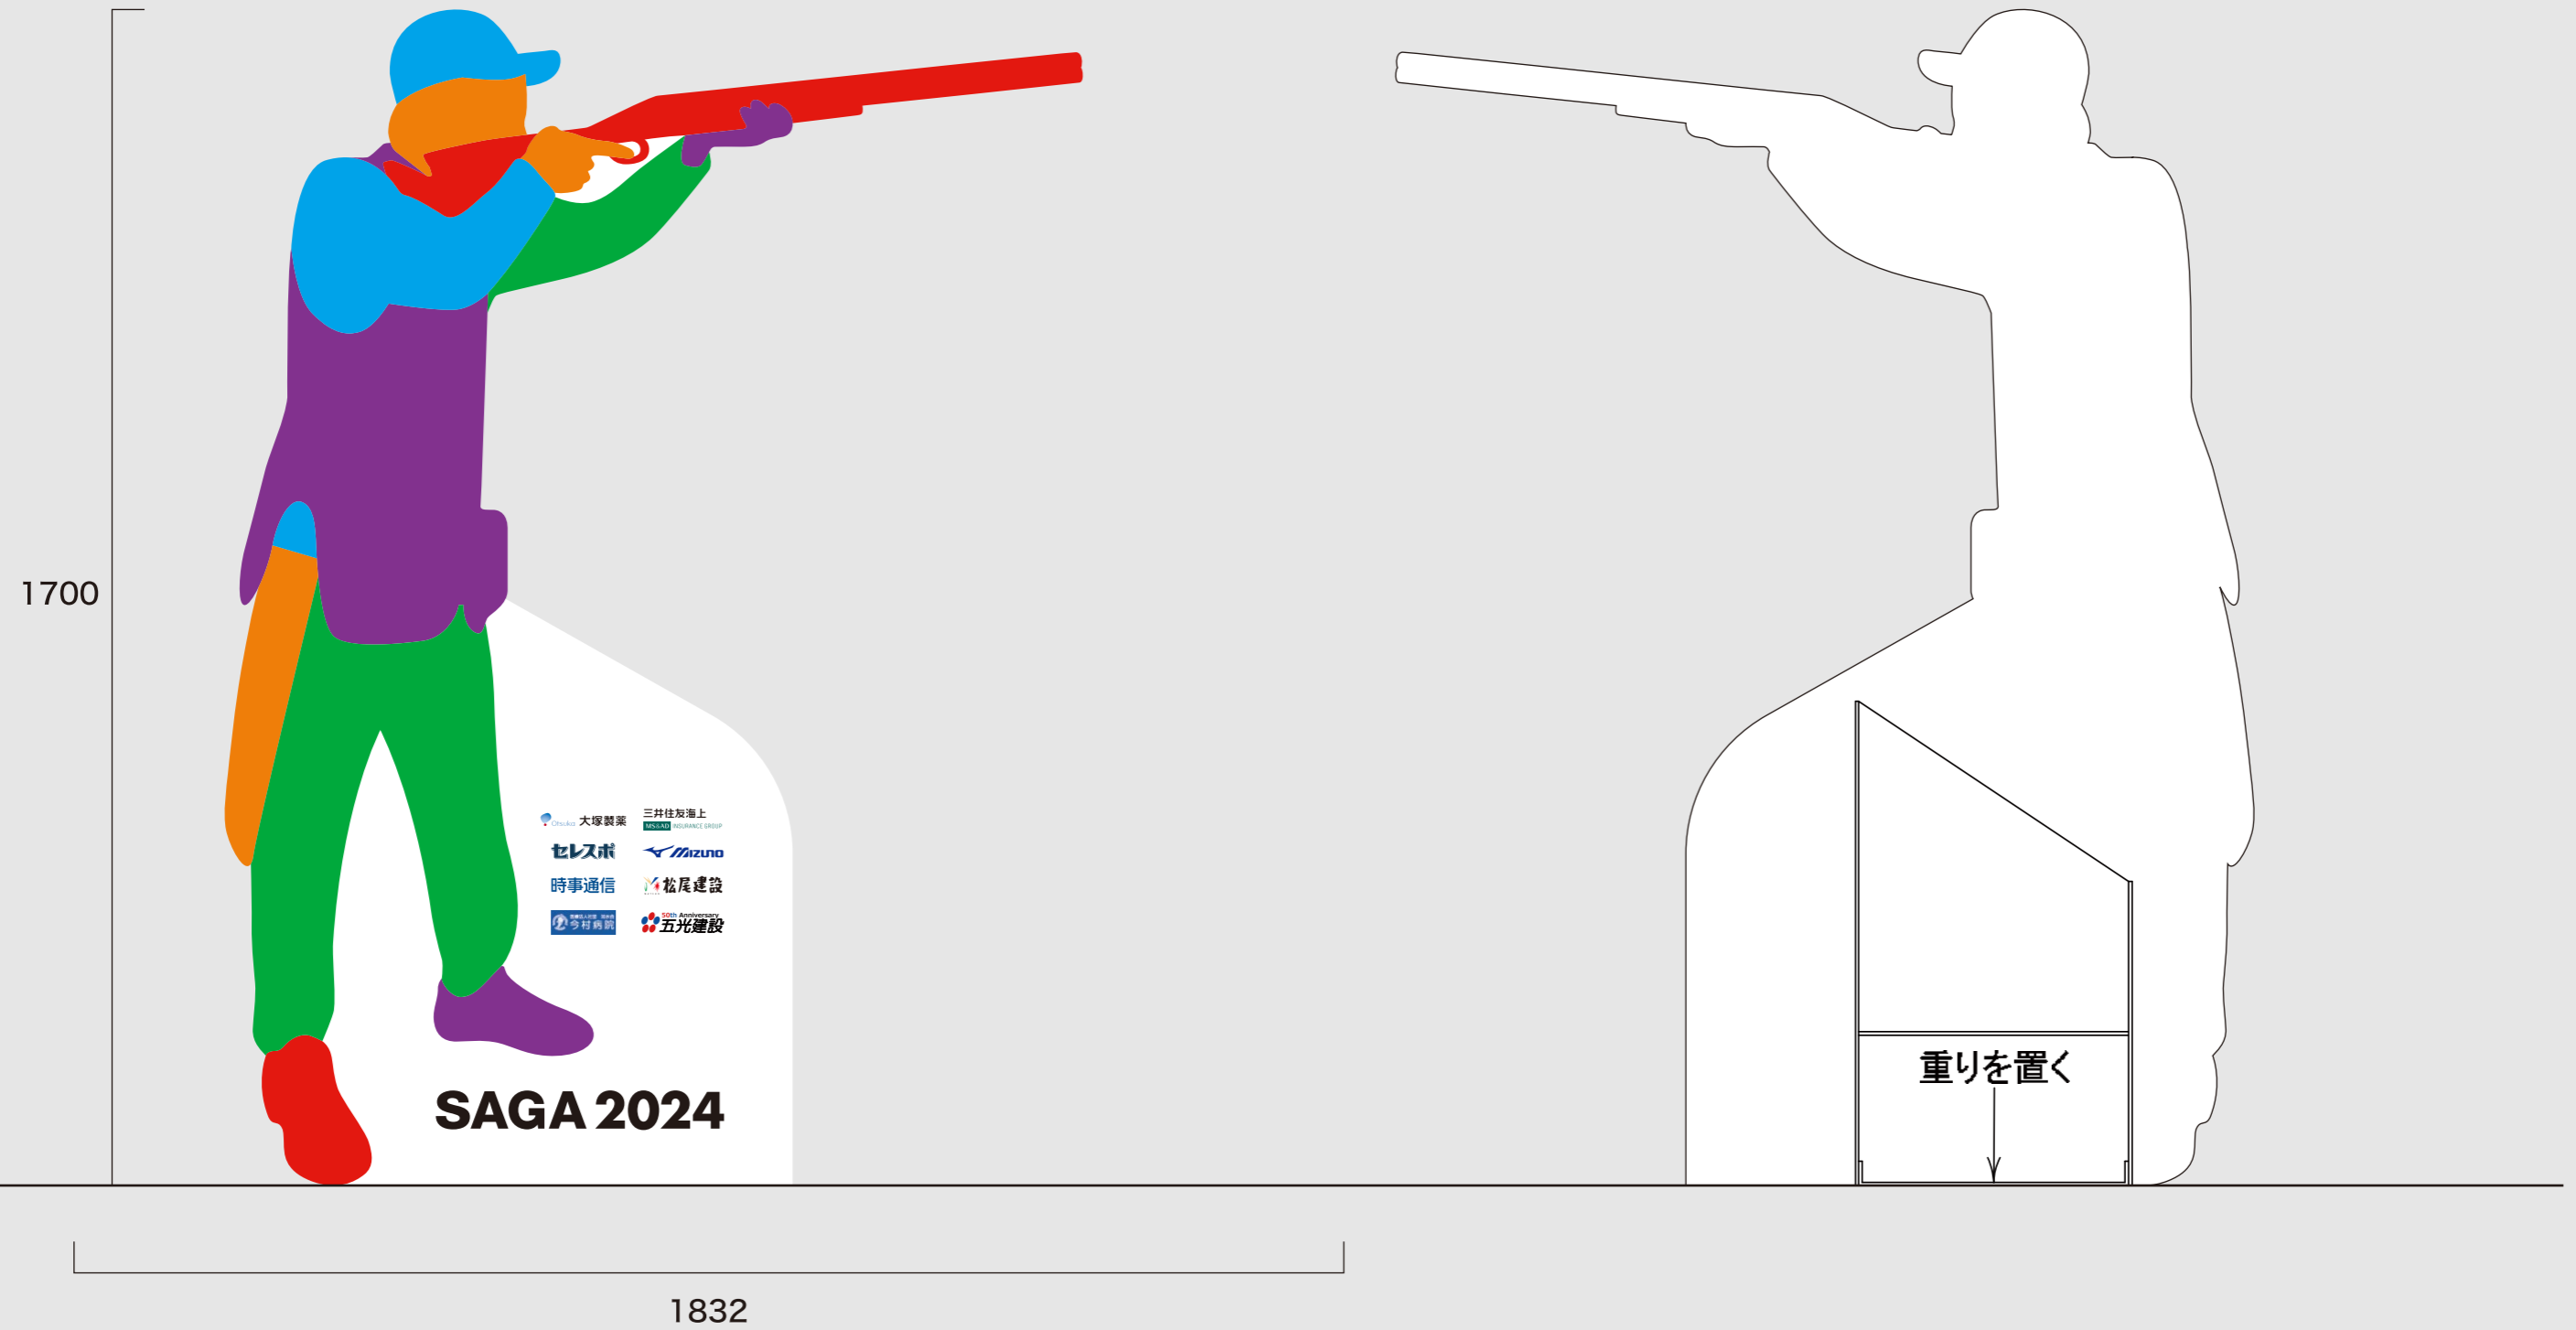 1700
Otsuka 大塚製薬
三井住友海上
MS&AD INSURANCE GROUP
セレスポ
MIZUNO
時事通信
松尾建設
今村病院
50th Anniversary
五光建設
SAGA 2024
1832
重りを置く